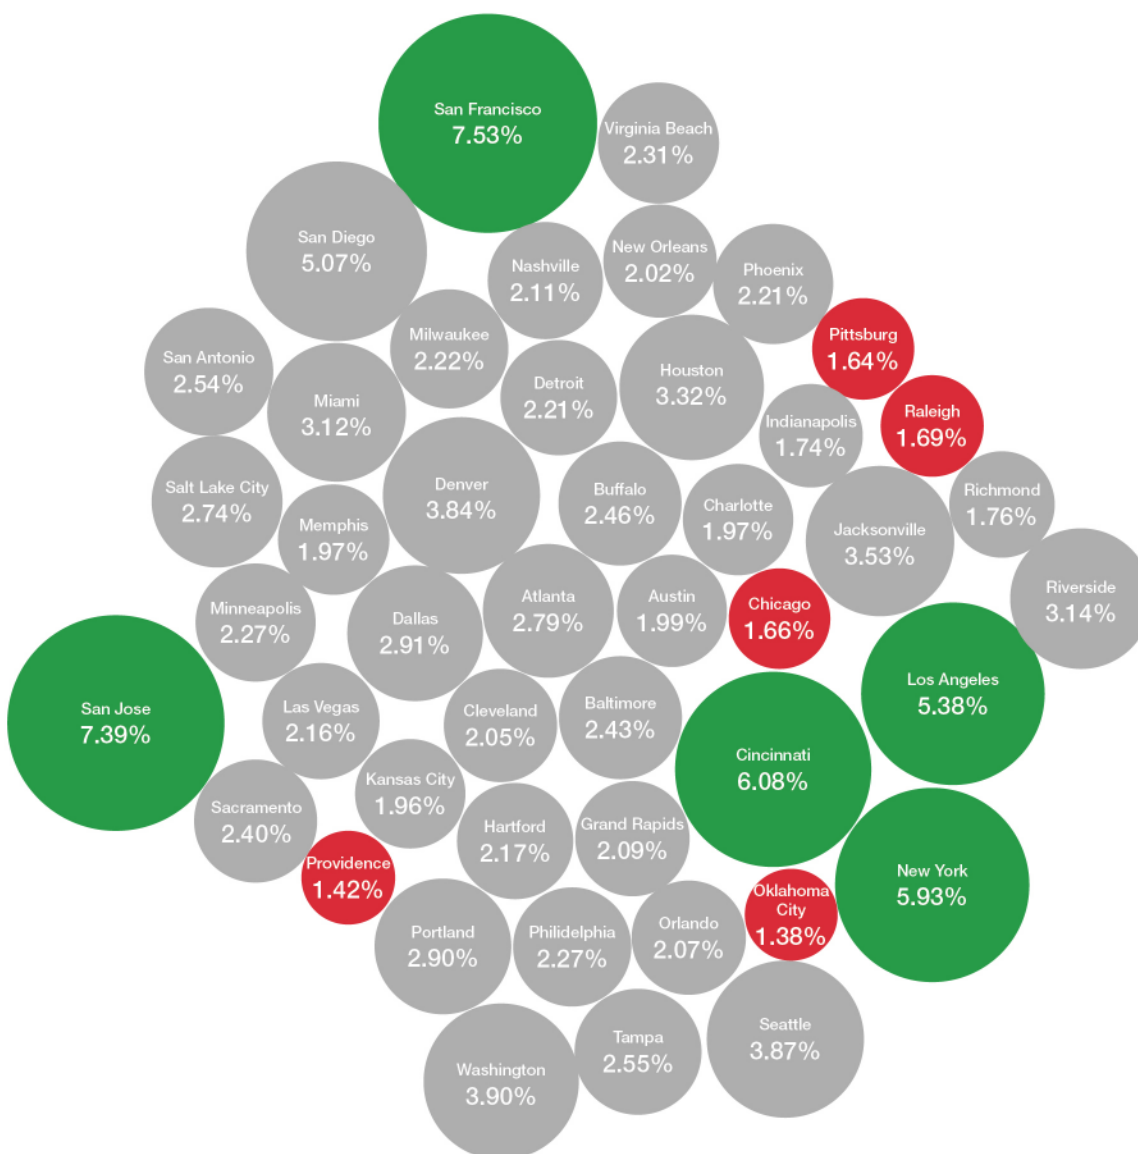 San Francisco
7.53%
Virginia Beach
2.31%
San Diego
5.07%
New Orleans
2.02%
Nashville
2.11%
Phoenix
2.21%
Milwaukee
2.22%
Pittsburg
1.64%
San Antonio
2.54%
Houston
3.32%
Detroit
2.21%
Miami
3.12%
Raleigh
1.69%
Indianapolis
1.74%
Salt Lake City
2.74%
Denver
3.84%
Buffalo
2.46%
Richmond
1.76%
Charlotte
1.97%
Memphis
1.97%
Jacksonville
3.53%
Riverside
3.14%
Minneapolis
2.27%
Dallas
2.91%
Atlanta
2.79%
Austin
1.99%
Chicago
1.66%
Los Angeles
5.38%
San Jose
7.39%
Las Vegas
2.16%
Cleveland
2.05%
Baltimore
2.43%
Cincinnati
6.08%
Kansas City
1.96%
Sacramento
2.40%
Hartford
2.17%
Grand Rapids
2.09%
Providence
1.42%
New York
5.93%
Oklahoma
City
1.38%
Portland
2.90%
Philidelphia
2.27%
Orlando
2.07%
Tampa
2.55%
Seattle
3.87%
Washington
3.90%